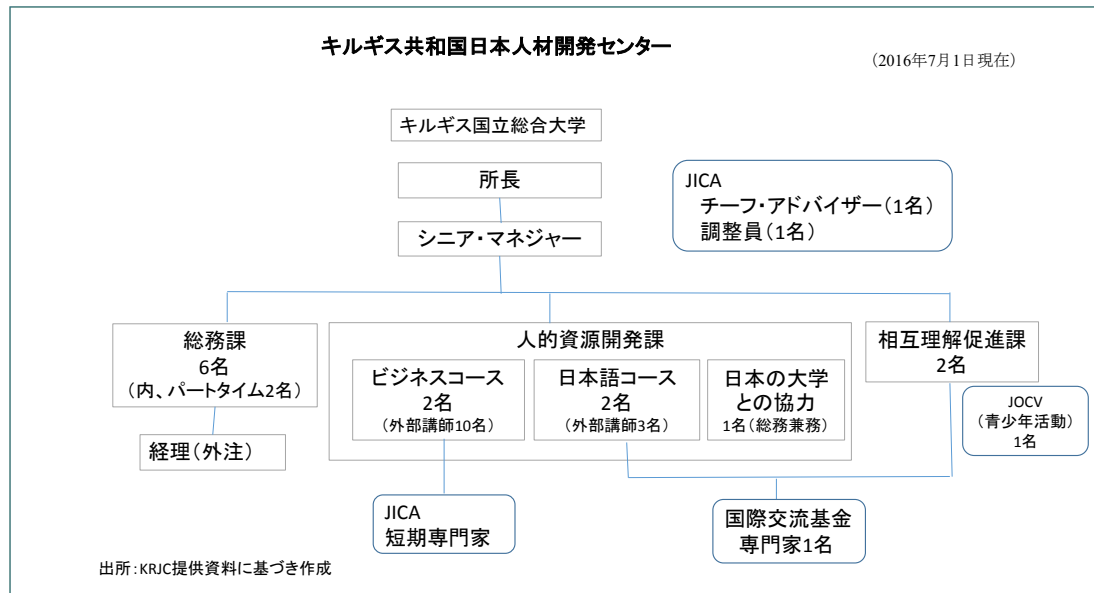 キルギス共和国日本人材開発センター
（2016年7月1日現在）
キルギス国立総合大学
所長
シニア・マネジャー
JICA
チーフ・アドバイザー（1名）
調整員（1名）
総務課
6名
（内、パートタイム2名）
経理（外注）
人的資源開発課
ビジネスコース
2名
（外部講師10名）
日本語コース
2名
（外部講師3名）
日本の大学
との協力
1名（総務兼務）
相互理解促進課
2名
JOCV
（青少年活動）
1名
JICA
短期専門家
国際交流基金
専門家1名
出所：KRJC提供資料に基づき作成